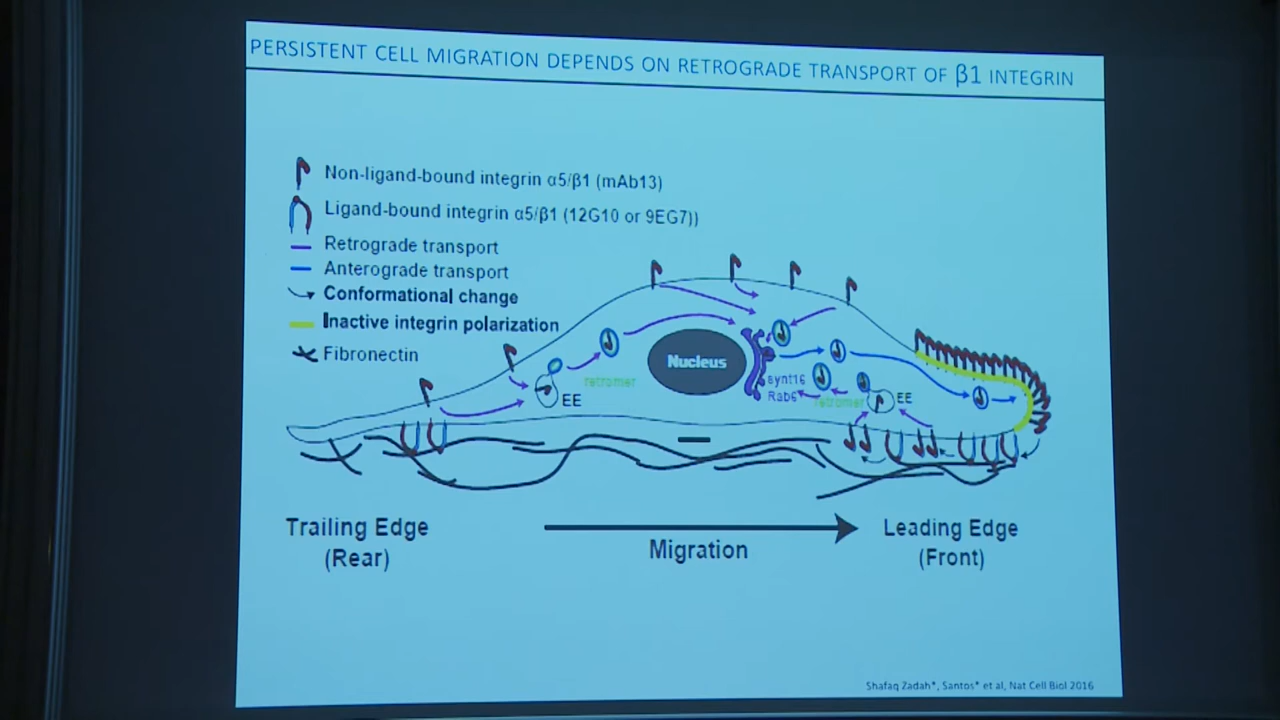 PERSISTENT CELL MIGRATION DEPENDS ON RETROGRADE TRANSPORT OF β1 INTEGRIN
Non-ligand-bound integrin α5/β1 (mAb13)
Ligand-bound integrin α5/β1 (12G10 or 9EG7))
Retrograde transport
Anterograde transport
Conformational change
Inactive integrin polarization
Fibronectin
Nucleus
retromer
EE
synt16
Rab6
retromer
EE
Trailing Edge
(Rear)
Migration
Leading Edge
(Front)
Shafaq Zadah*, Santos* et al, Nat Cell Biol 2016